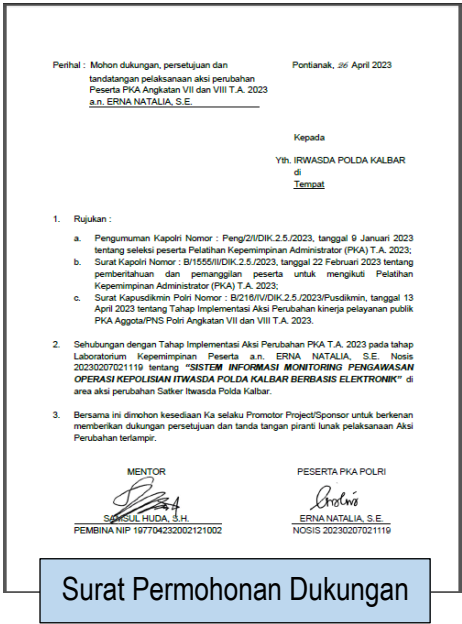 Perihal : Mohon dukungan, persetujuan dan
tandatangan pelaksanaan aksi perubahan
Peserta PKA Angkatan VII dan VIII T.A. 2023
a.n. ERNA NATALIA, S.E.
Pontianak, 26 April 2023
Kepada
Yth. IRWASDA POLDA KALBAR
di
Tempat
1. Rujukan :
a. Pengumuman Kapolri Nomor : Peng/2/I/DIK.2.5./2023, tanggal 9 Januari 2023
tentang seleksi peserta Pelatihan Kepemimpinan Administrator (PKA) T.A. 2023;
b. Surat Kapolri Nomor : B/1555/II/DIK.2.5./2023, tanggal 22 Februari 2023 tentang
pemberitahuan dan pemanggilan peserta untuk mengikuti Pelatihan
Kepemimpinan Administrator (PKA) T.A. 2023;
c. Surat Kapusdikmin Polri Nomor : B/216/IV/DIK.2.5./2023/Pusdikmin, tanggal 13
April 2023 tentang Tahap Implementasi Aksi Perubahan kinerja pelayanan publik
PKA Aggota/PNS Polri Angkatan VII dan VIII T.A. 2023.
2. Sehubungan dengan Tahap Implementasi Aksi Perubahan PKA T.A. 2023 pada tahap
Laboratorium Kepemimpinan Peserta a.n. ERNA NATALIA, S.E. Nosis
20230207021119 tentang "SISTEM INFORMASI MONITORING PENGAWASAN
OPERASI KEPOLISIAN ITWASDA POLDA KALBAR BERBASIS ELEKTRONIK" di
area aksi perubahan Satker Itwasda Polda Kalbar.
3. Bersama ini dimohon kesediaan Ka selaku Promotor Project/Sponsor untuk berkenan
memberikan dukungan persetujuan dan tanda tangan piranti lunak pelaksanaan Aksi
Perubahan terlampir.
MENTOR
SAMSUL HUDA, S.H.
PEMBINA NIP 197704232002121002
PESERTA PKA POLRI
ERNA NATALIA, S.E.
NOSIS 20230207021119
Surat Permohonan Dukungan